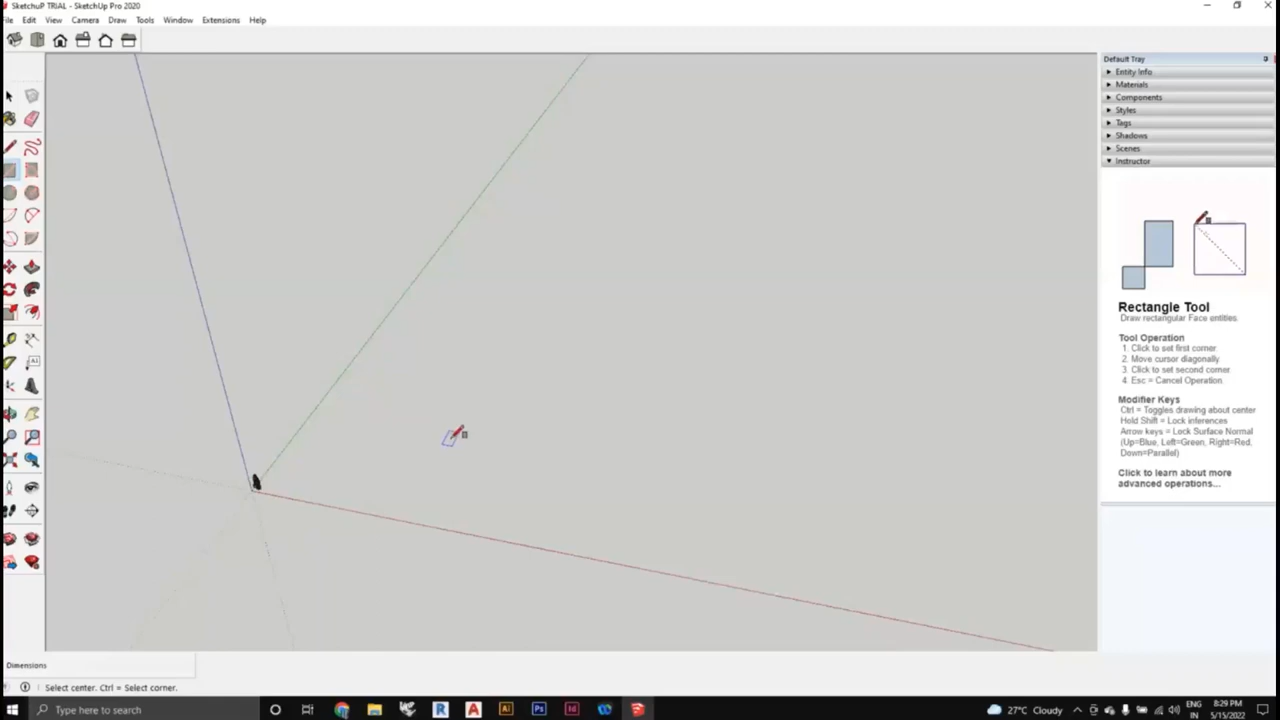 SketchuP TRIAL - SketchUp Pro 2020
File Edit View Camera Draw Tools Window Extensions Help
Default Tray
Entity Info
Materials
Components
Styles
Tags
Shadows
Scenes
Instructor
Rectangle Tool
Draw rectangular Face entities.
Tool Operation
1. Click to set first corner
2. Move cursor diagonally
3. Click to set second corner
4 Esc = Cancel Operation
Modifier Keys
Ctrl = Toggles drawing about center
Hold Shift = Lock inferences
Arrow keys = Lock Surface Normal
(Up=Blue, Left=Green, Right=Red,
Down=Parallel)
Click to learn about more
advanced operations...
A1
Dimensions
Select center. Ctrl = Select corner.
Type here to search
R
A
Ai
Ps
Id
27°C Cloudy
ENG
IN
8:29 PM
5/15/2022